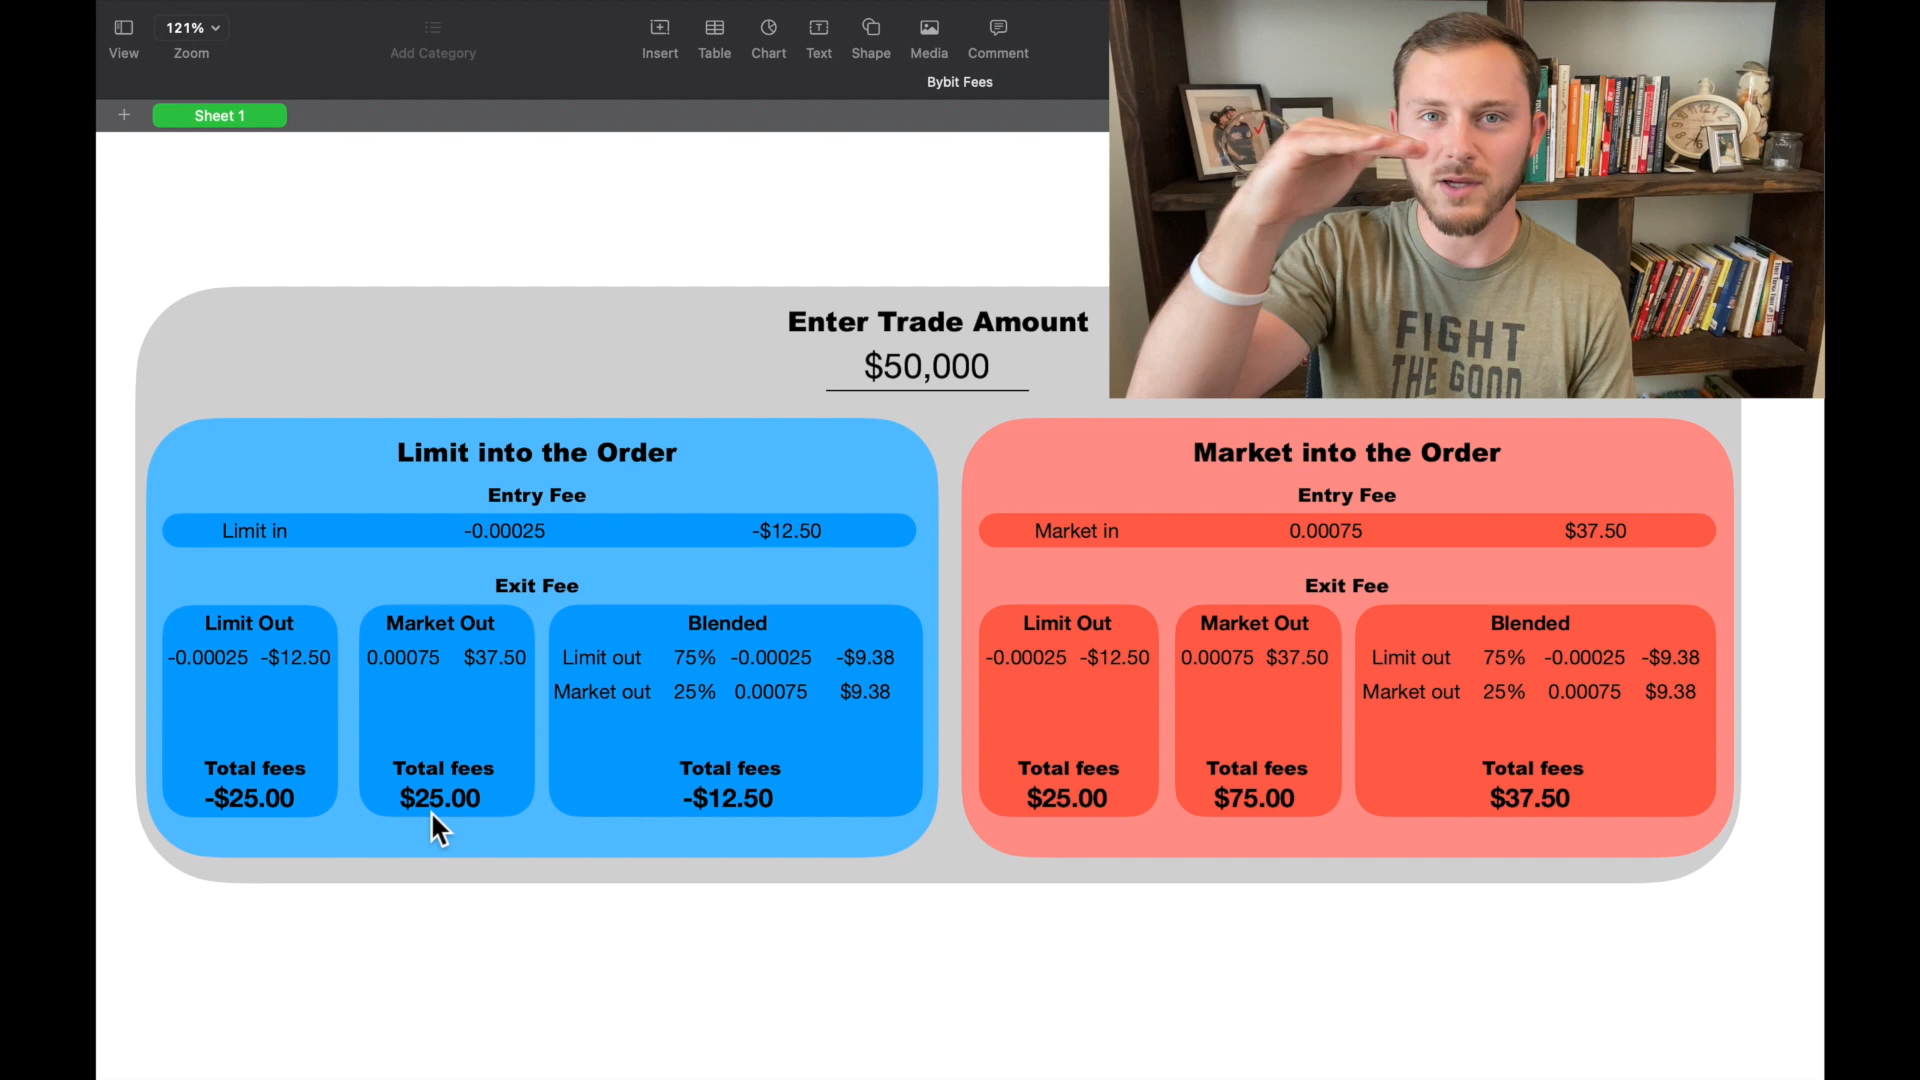 121%
View
Zoom
Add Category
Insert
Table
Chart
Text
Shape
Media
Comment
Bybit Fees
Sheet 1
Enter Trade Amount
$50,000
FIGHT
THE GOOD
Limit into the Order
Entry Fee
Limit in -0.00025 -$12.50
Exit Fee
Limit Out
-0.00025 -$12.50
Total fees
-$25.00
Market Out
0.00075 $37.50
Total fees
$25.00
Blended
Limit out 75% -0.00025 -$9.38
Market out 25% 0.00075 $9.38
Total fees
-$12.50
Market into the Order
Entry Fee
Market in 0.00075 $37.50
Exit Fee
Limit Out
-0.00025 -$12.50
Total fees
$25.00
Market Out
0.00075 $37.50
Total fees
$75.00
Blended
Limit out 75% -0.00025 -$9.38
Market out 25% 0.00075 $9.38
Total fees
$37.50